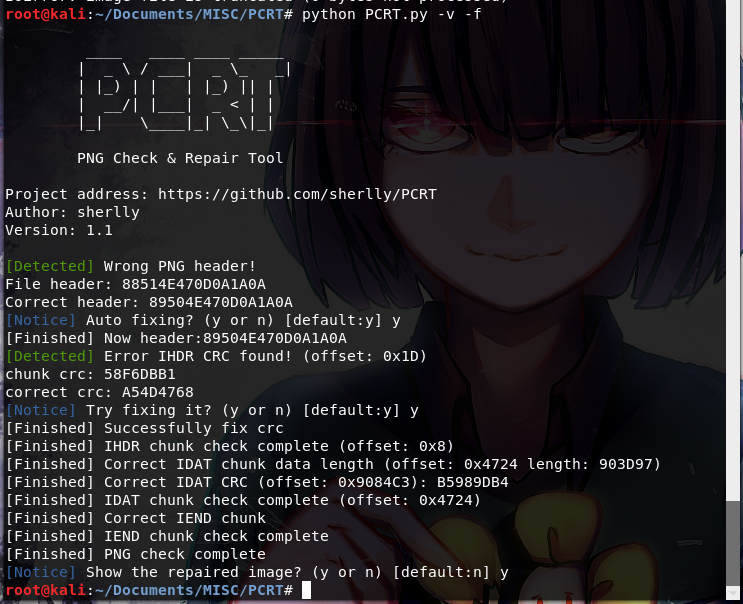 root@kali:~/Documents/MISC/PCRT# python PCRT.py -v -f
PCRT
PNG Check & Repair Tool
Project address: https://github.com/sherlly/PCRT
Author: sherlly
Version: 1.1
[Detected] Wrong PNG header!
File header: 88514E470D0A1A0A
Correct header: 89504E470D0A1A0A
[Notice] Auto fixing? (y or n) [default:y] y
[Finished] Now header:89504E470D0A1A0A
[Detected] Error IHDR CRC found! (offset: 0x1D)
chunk crc: 58F6DBB1
correct crc: A54D4768
[Notice] Try fixing it? (y or n) [default:y] y
[Finished] Successfully fix crc
[Finished] IHDR chunk check complete (offset: 0x8)
[Finished] Correct IDAT chunk data length (offset: 0x4724 length: 903D97)
[Finished] Correct IDAT CRC (offset: 0x9084C3): B5989DB4
[Finished] IDAT chunk check complete (offset: 0x4724)
[Finished] Correct IEND chunk
[Finished] IEND chunk check complete
[Finished] PNG check complete
[Notice] Show the repaired image? (y or n) [default:n] y
root@kali:~/Documents/MISC/PCRT#